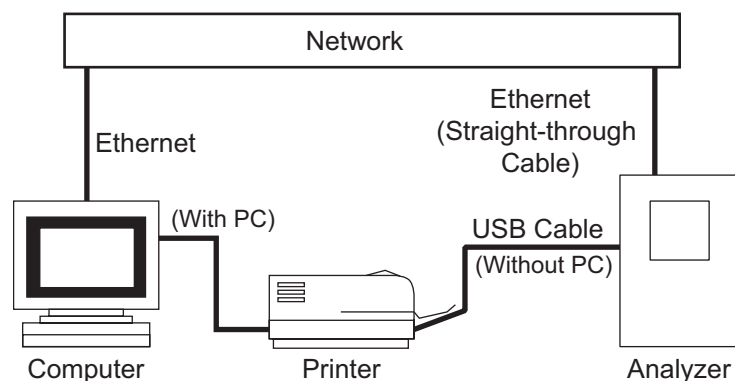 Network
Ethernet
Ethernet
(Straight-through
Cable)
(With PC)
USB Cable
(Without PC)
Computer
Printer
Analyzer